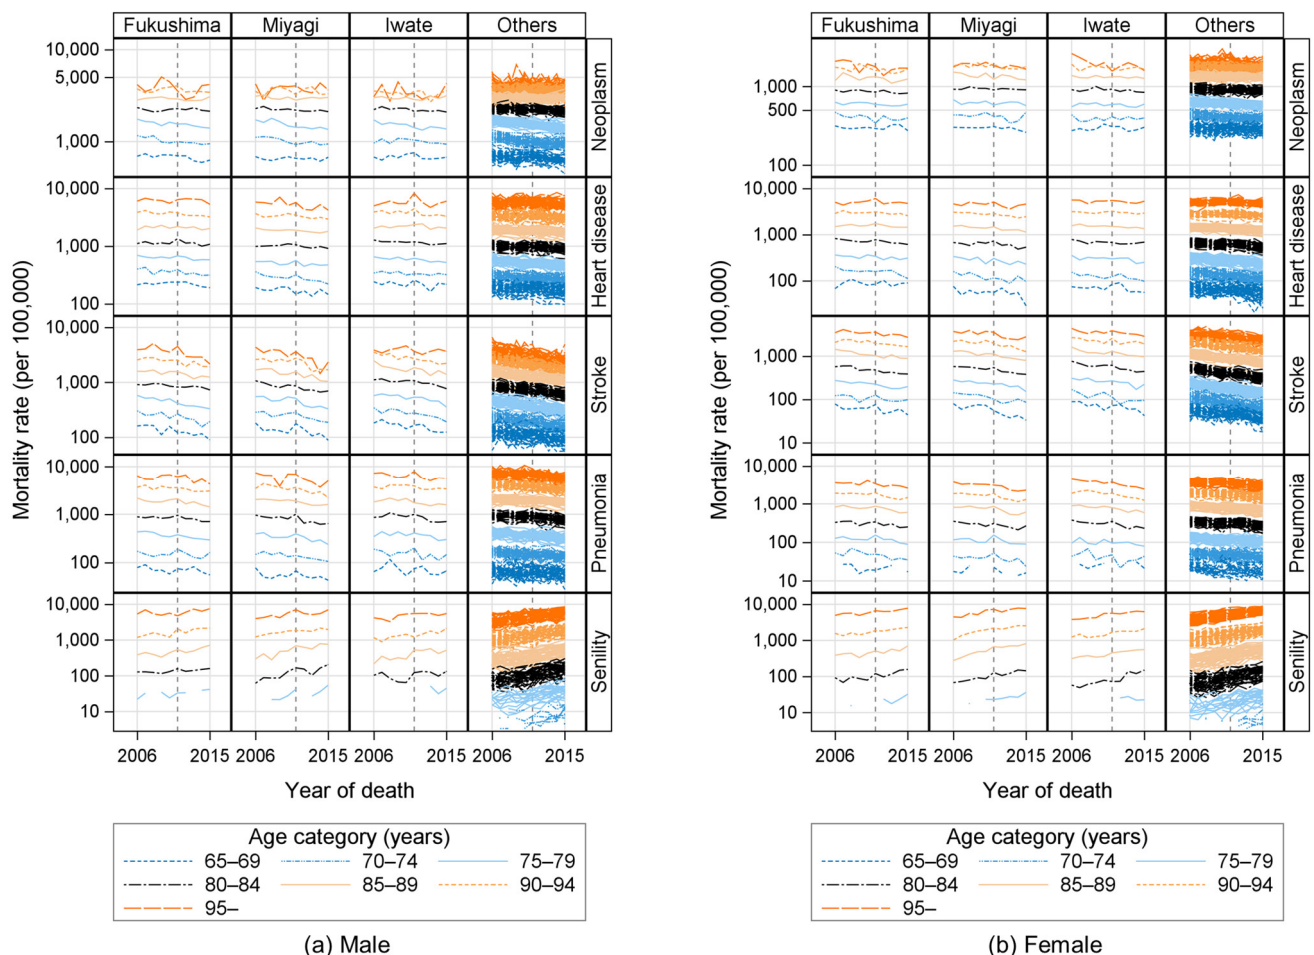 Fukushima Miyagi Iwate Others
Mortality rate (per 100,000)
10,000
5,000
1,000
Neoplasm
10,000
1,000
100
Heart disease
10,000
1,000
100
Stroke
10,000
1,000
100
Pneumonia
10,000
1,000
100
10
Senility
2006 2015 2006 2015 2006 2015 2006 2015
Year of death
Age category (years)
65–69 70–74 75–79
80–84 85–89 90–94
95–
(a) Male
Fukushima Miyagi Iwate Others
Mortality rate (per 100,000)
1,000
500
100
Neoplasm
10,000
1,000
100
Heart disease
1,000
100
10
Stroke
10,000
1,000
100
10
Pneumonia
10,000
1,000
100
10
Senility
2006 2015 2006 2015 2006 2015 2006 2015
Year of death
Age category (years)
65–69 70–74 75–79
80–84 85–89 90–94
95–
(b) Female